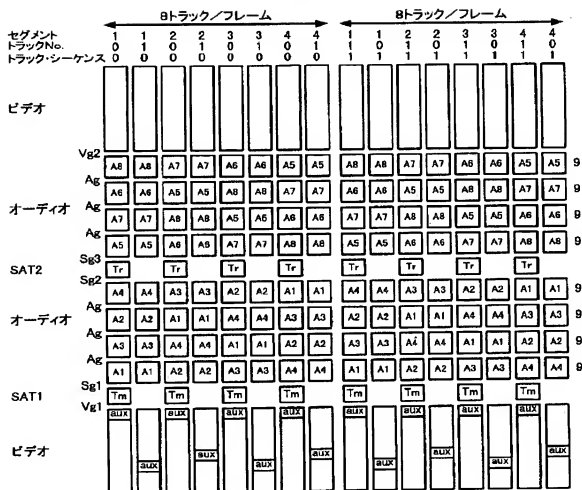 8トラック/フレーム 8トラック/フレーム
セグメント 1 1 2 2 3 3 4 4 1 1 2 2 3 3 4 4
トラックNo. 0 1 0 1 0 1 0 1 0 1 0 1 0 1 0 1
トラック・シーケンス 0 0 0 0 0 0 0 0 1 1 1 1 1 1 1 1
ビデオ
Vg2
A8 A8 A7 A7 A6 A6 A5 A5 A8 A8 A7 A7 A6 A6 A5 A5 9
Ag
A6 A6 A5 A5 A8 A8 A7 A7 A6 A6 A5 A5 A8 A8 A7 A7 9
オーディオ Ag
A7 A7 A8 A8 A5 A5 A6 A6 A7 A7 A8 A8 A5 A5 A6 A6 9
Ag
A5 A5 A6 A6 A7 A7 A8 A8 A5 A5 A6 A6 A7 A7 A8 A8 9
Sg3
SAT2 Tr Tr Tr Tr Tr Tr Tr Tr
Sg2
A4 A4 A3 A3 A2 A2 A1 A1 A4 A4 A3 A3 A2 A2 A1 A1 9
Ag
オーディオ A2 A2 A1 A1 A4 A4 A3 A3 A2 A2 A1 A1 A4 A4 A3 A3 9
Ag
A3 A3 A4 A4 A1 A1 A2 A2 A3 A3 A4 A4 A1 A1 A2 A2 9
Ag
A1 A1 A2 A2 A3 A3 A4 A4 A1 A1 A2 A2 A3 A3 A4 A4 9
Sg1
SAT1 Tm Tm Tm Tm Tm Tm Tm Tm
Vg1
aux aux aux aux aux aux aux aux
ビデオ
aux aux aux aux aux aux aux aux